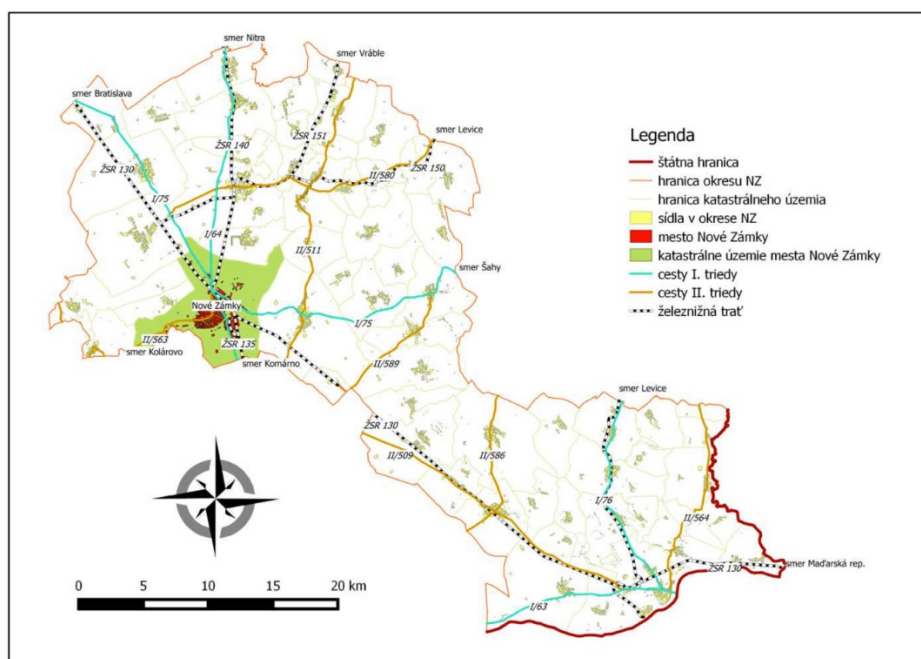 smer Nitra
smer Vráble
smer Bratislava
smer Levice
ŽSR 151
ŽSR 140
ŽSR 130
II/580
ŽSR 150
I/75
I/64
II/511
smer Šahy
Nové Zámky
I/75
II/563
ŽSR 135
smer Kolárovo
smer Komárno
II/589
smer Levice
ŽSR 130
II/509
II/586
I/76
II/564
ŽSR 130
smer Maďarská rep.
I/63
Legenda
štátna hranica
hranica okresu NZ
hranica katastrálneho územia
sídla v okrese NZ
mesto Nové Zámky
katastrálne územie mesta Nové Zámky
cesty I. triedy
cesty II. triedy
železnižná trať
0 5 10 15 20 km